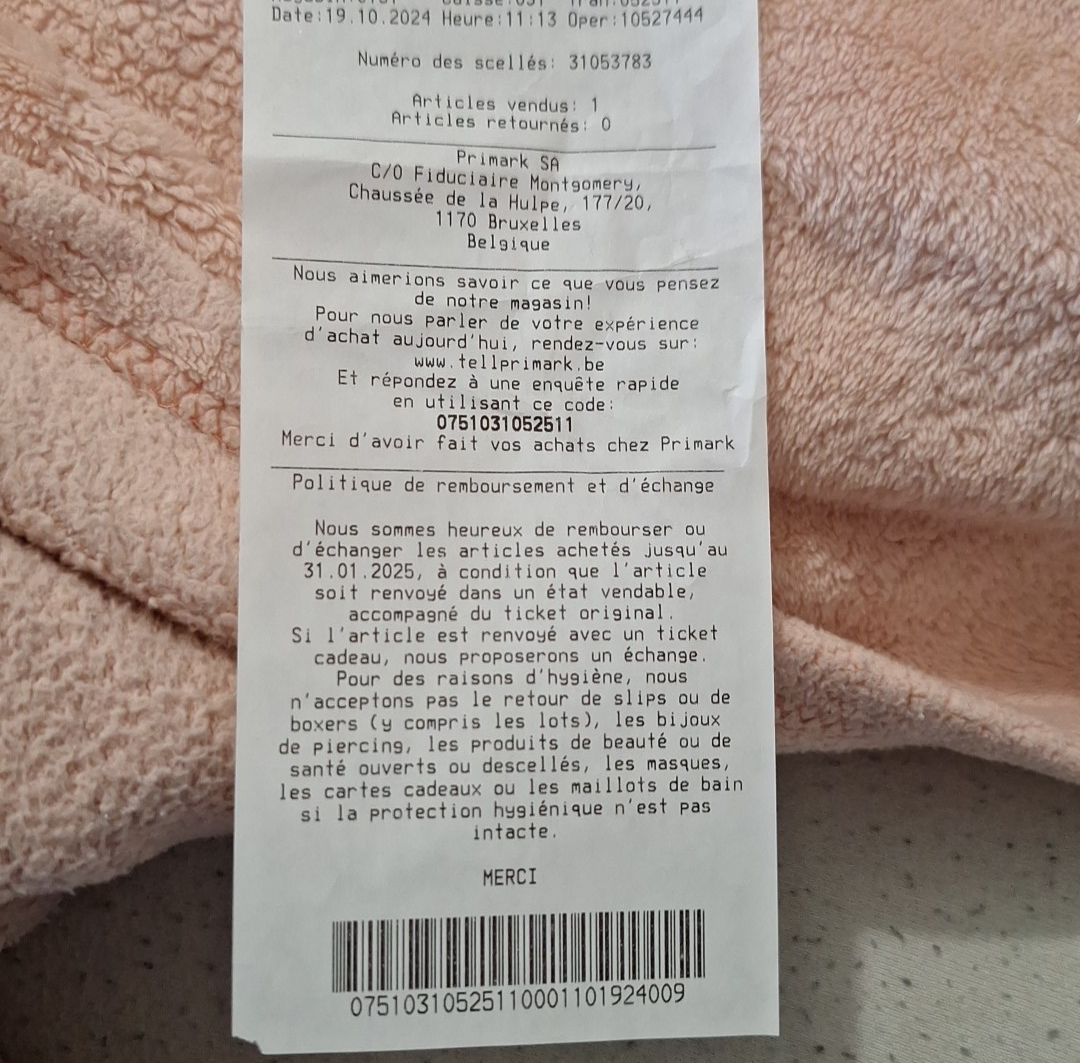 Date:19.10.2024 Heure:11:13 Oper:10527444
Numéro des scellés: 31053783
Articles vendus: 1
Articles retournés: 0
Primark SA
C/O Fiduciaire Montgomery,
Chaussée de la Hulpe, 177/20,
1170 Bruxelles
Belgique
Nous aimerions savoir ce que vous pensez
de notre magasin!
Pour nous parler de votre expérience
d'achat aujourd'hui, rendez-vous sur:
www.tellprimark.be
Et répondez à une enquête rapide
en utilisant ce code:
0751031052511
Merci d'avoir fait vos achats chez Primark
Politique de remboursement et d'échange
Nous sommes heureux de rembourser ou
d'échanger les articles achetés jusqu'au
31.01.2025, à condition que l'article
soit renvoyé dans un état vendable,
accompagné du ticket original.
Si l'article est renvoyé avec un ticket
cadeau, nous proposerons un échange.
Pour des raisons d'hygiène, nous
n'acceptons pas le retour de slips ou de
boxers (y compris les lots), les bijoux
de piercing, les produits de beauté ou de
santé ouverts ou descellés, les masques,
les cartes cadeaux ou les maillots de bain
si la protection hygiénique n'est pas
intacte.
MERCI
07510310525110001101924009